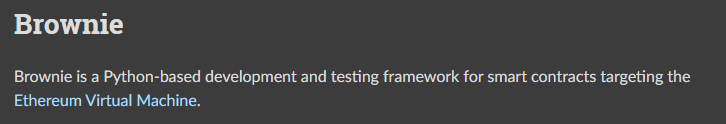 Brownie
Brownie is a Python-based development and testing framework for smart contracts targeting the
Ethereum Virtual Machine.